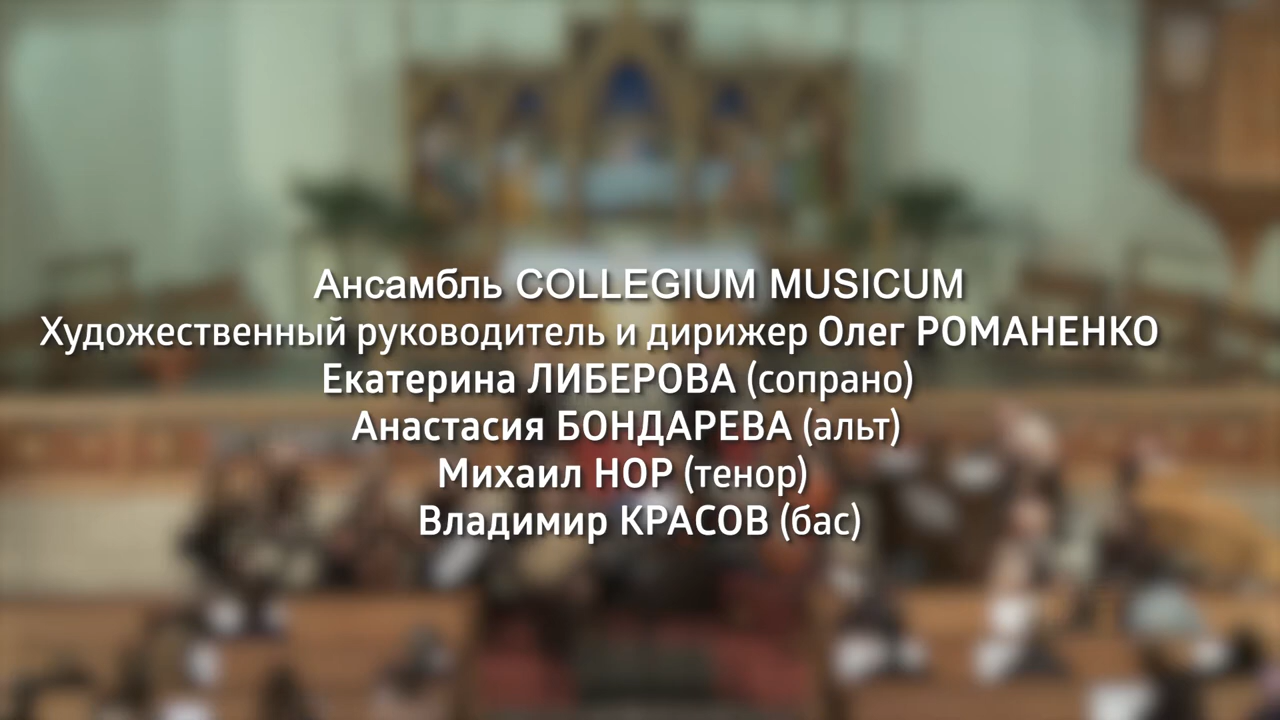 Ансамбль COLLEGIUM MUSICUM
Художественный руководитель и дирижер Олег РОМАНЕНКО
Екатерина ЛИБЕРОВА (сопрано)
Анастасия БОНДАРЕВА (альт)
Михаил НОР (тенор)
Владимир КРАСОВ (бас)